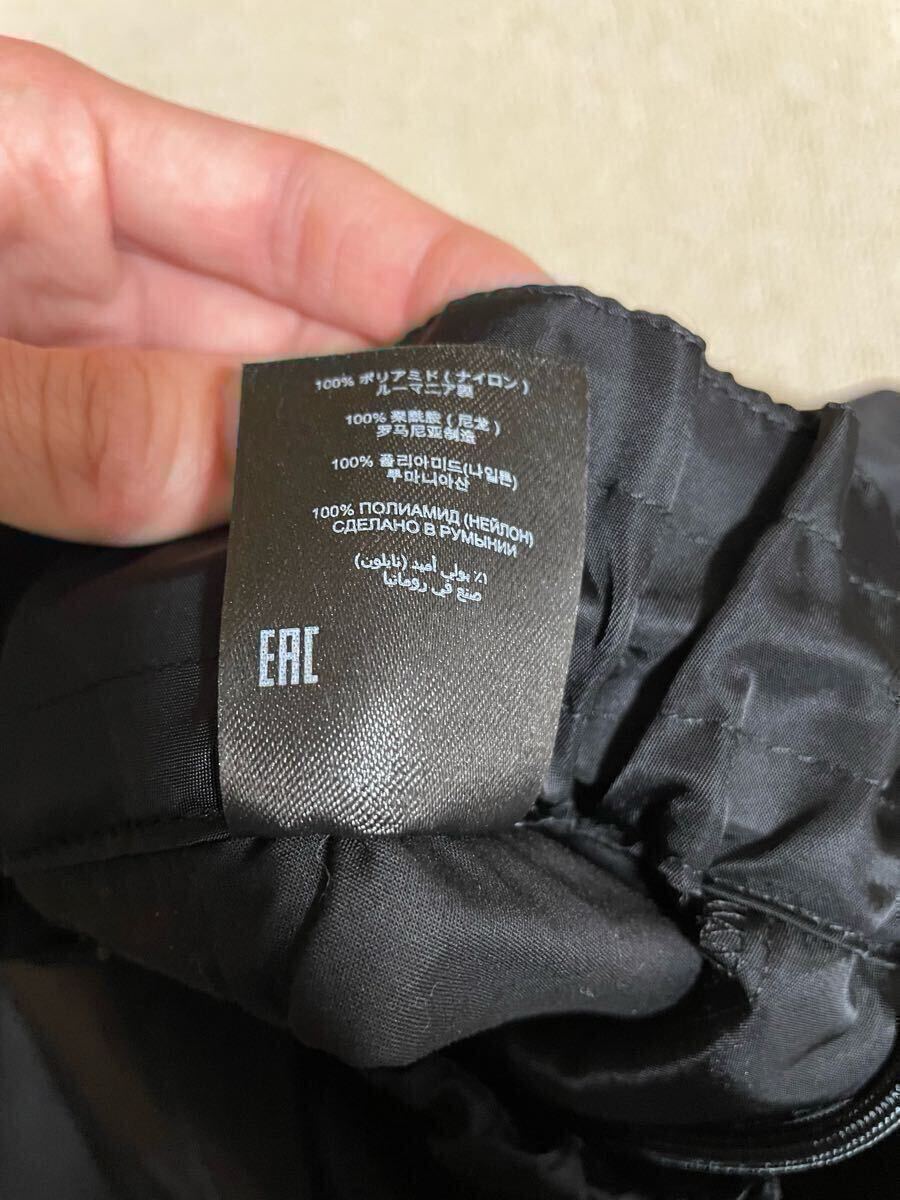 100% ポリアミド (ナイロン)
ルーマニア製
100% 聚酰胺 (尼龙)
罗马尼亚制造
100% 폴리아미드(나일론)
루마니아산
100% ПОЛИАМИД (НЕЙЛОН)
СДЕЛАНО В РУМЫНИИ
١٪ بولي أميد (نايلون)
صنع في رومانيا
EAC